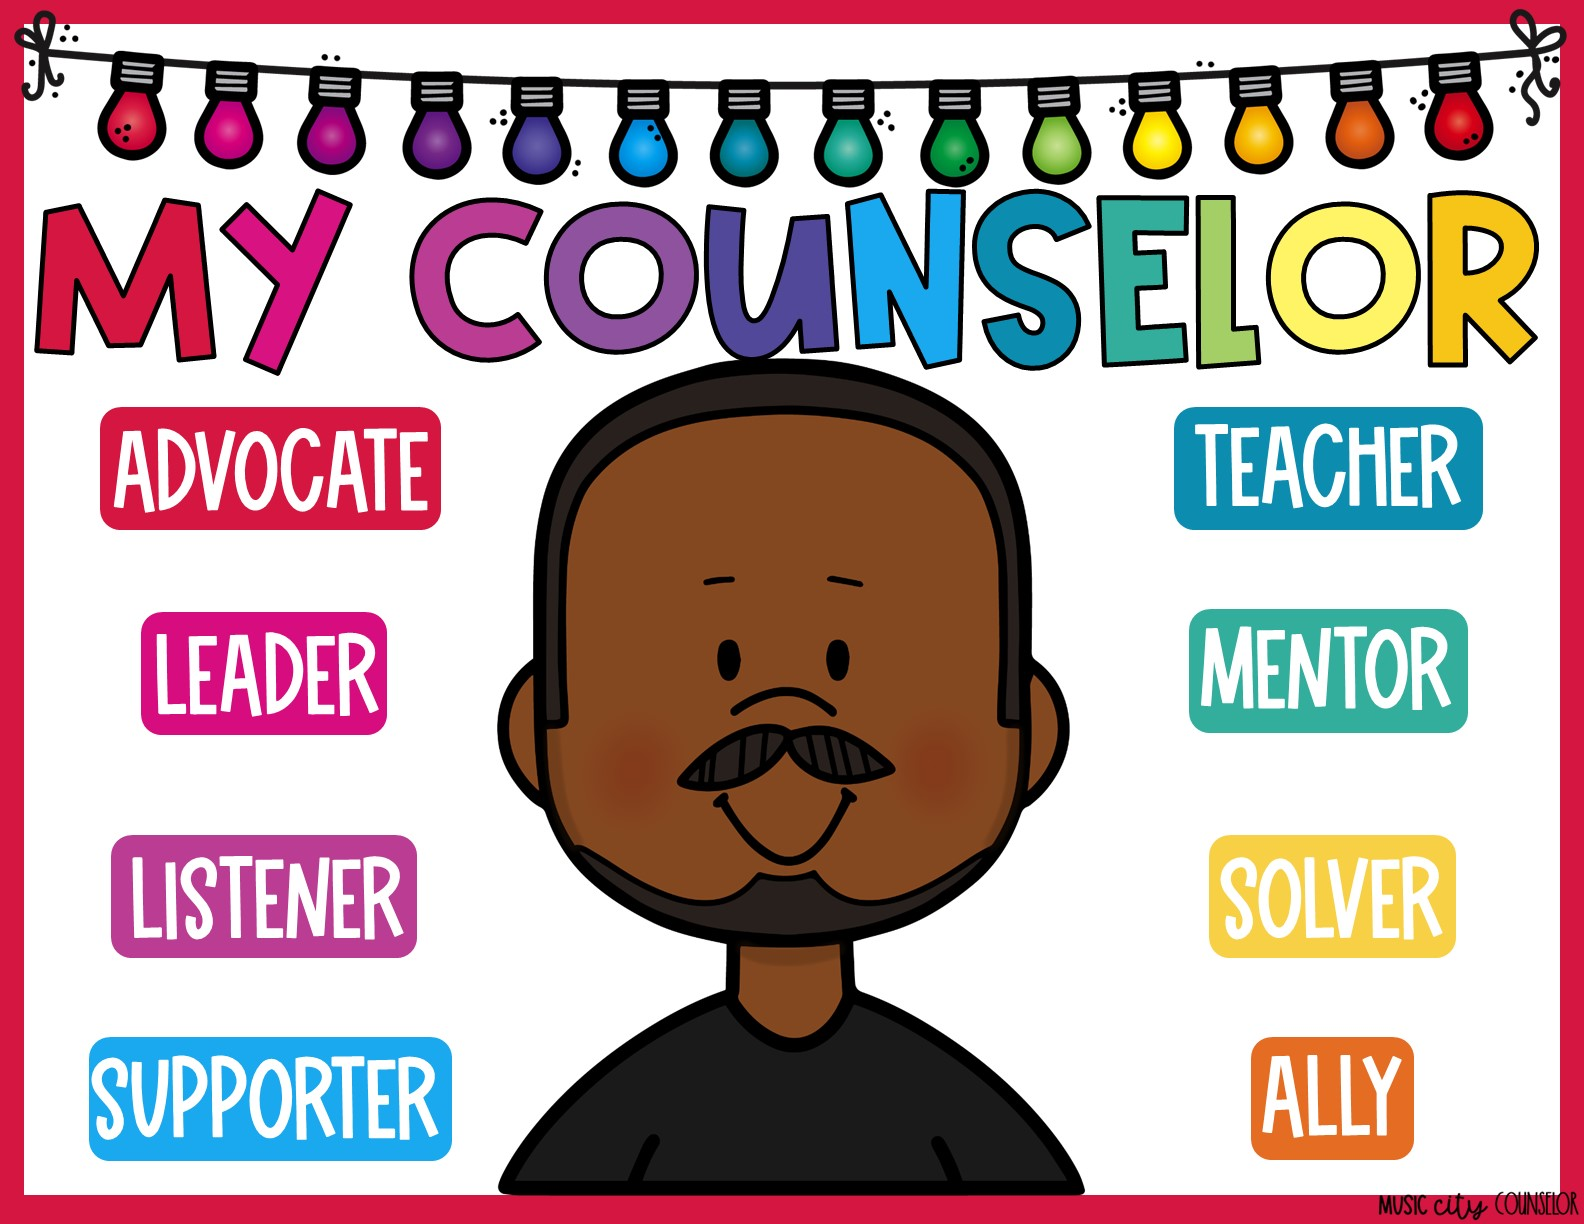 MY COUNSELOR
ADVOCATE
LEADER
LISTENER
SUPPORTER
TEACHER
MENTOR
SOLVER
ALLY
MUSIC city COUNSELOR